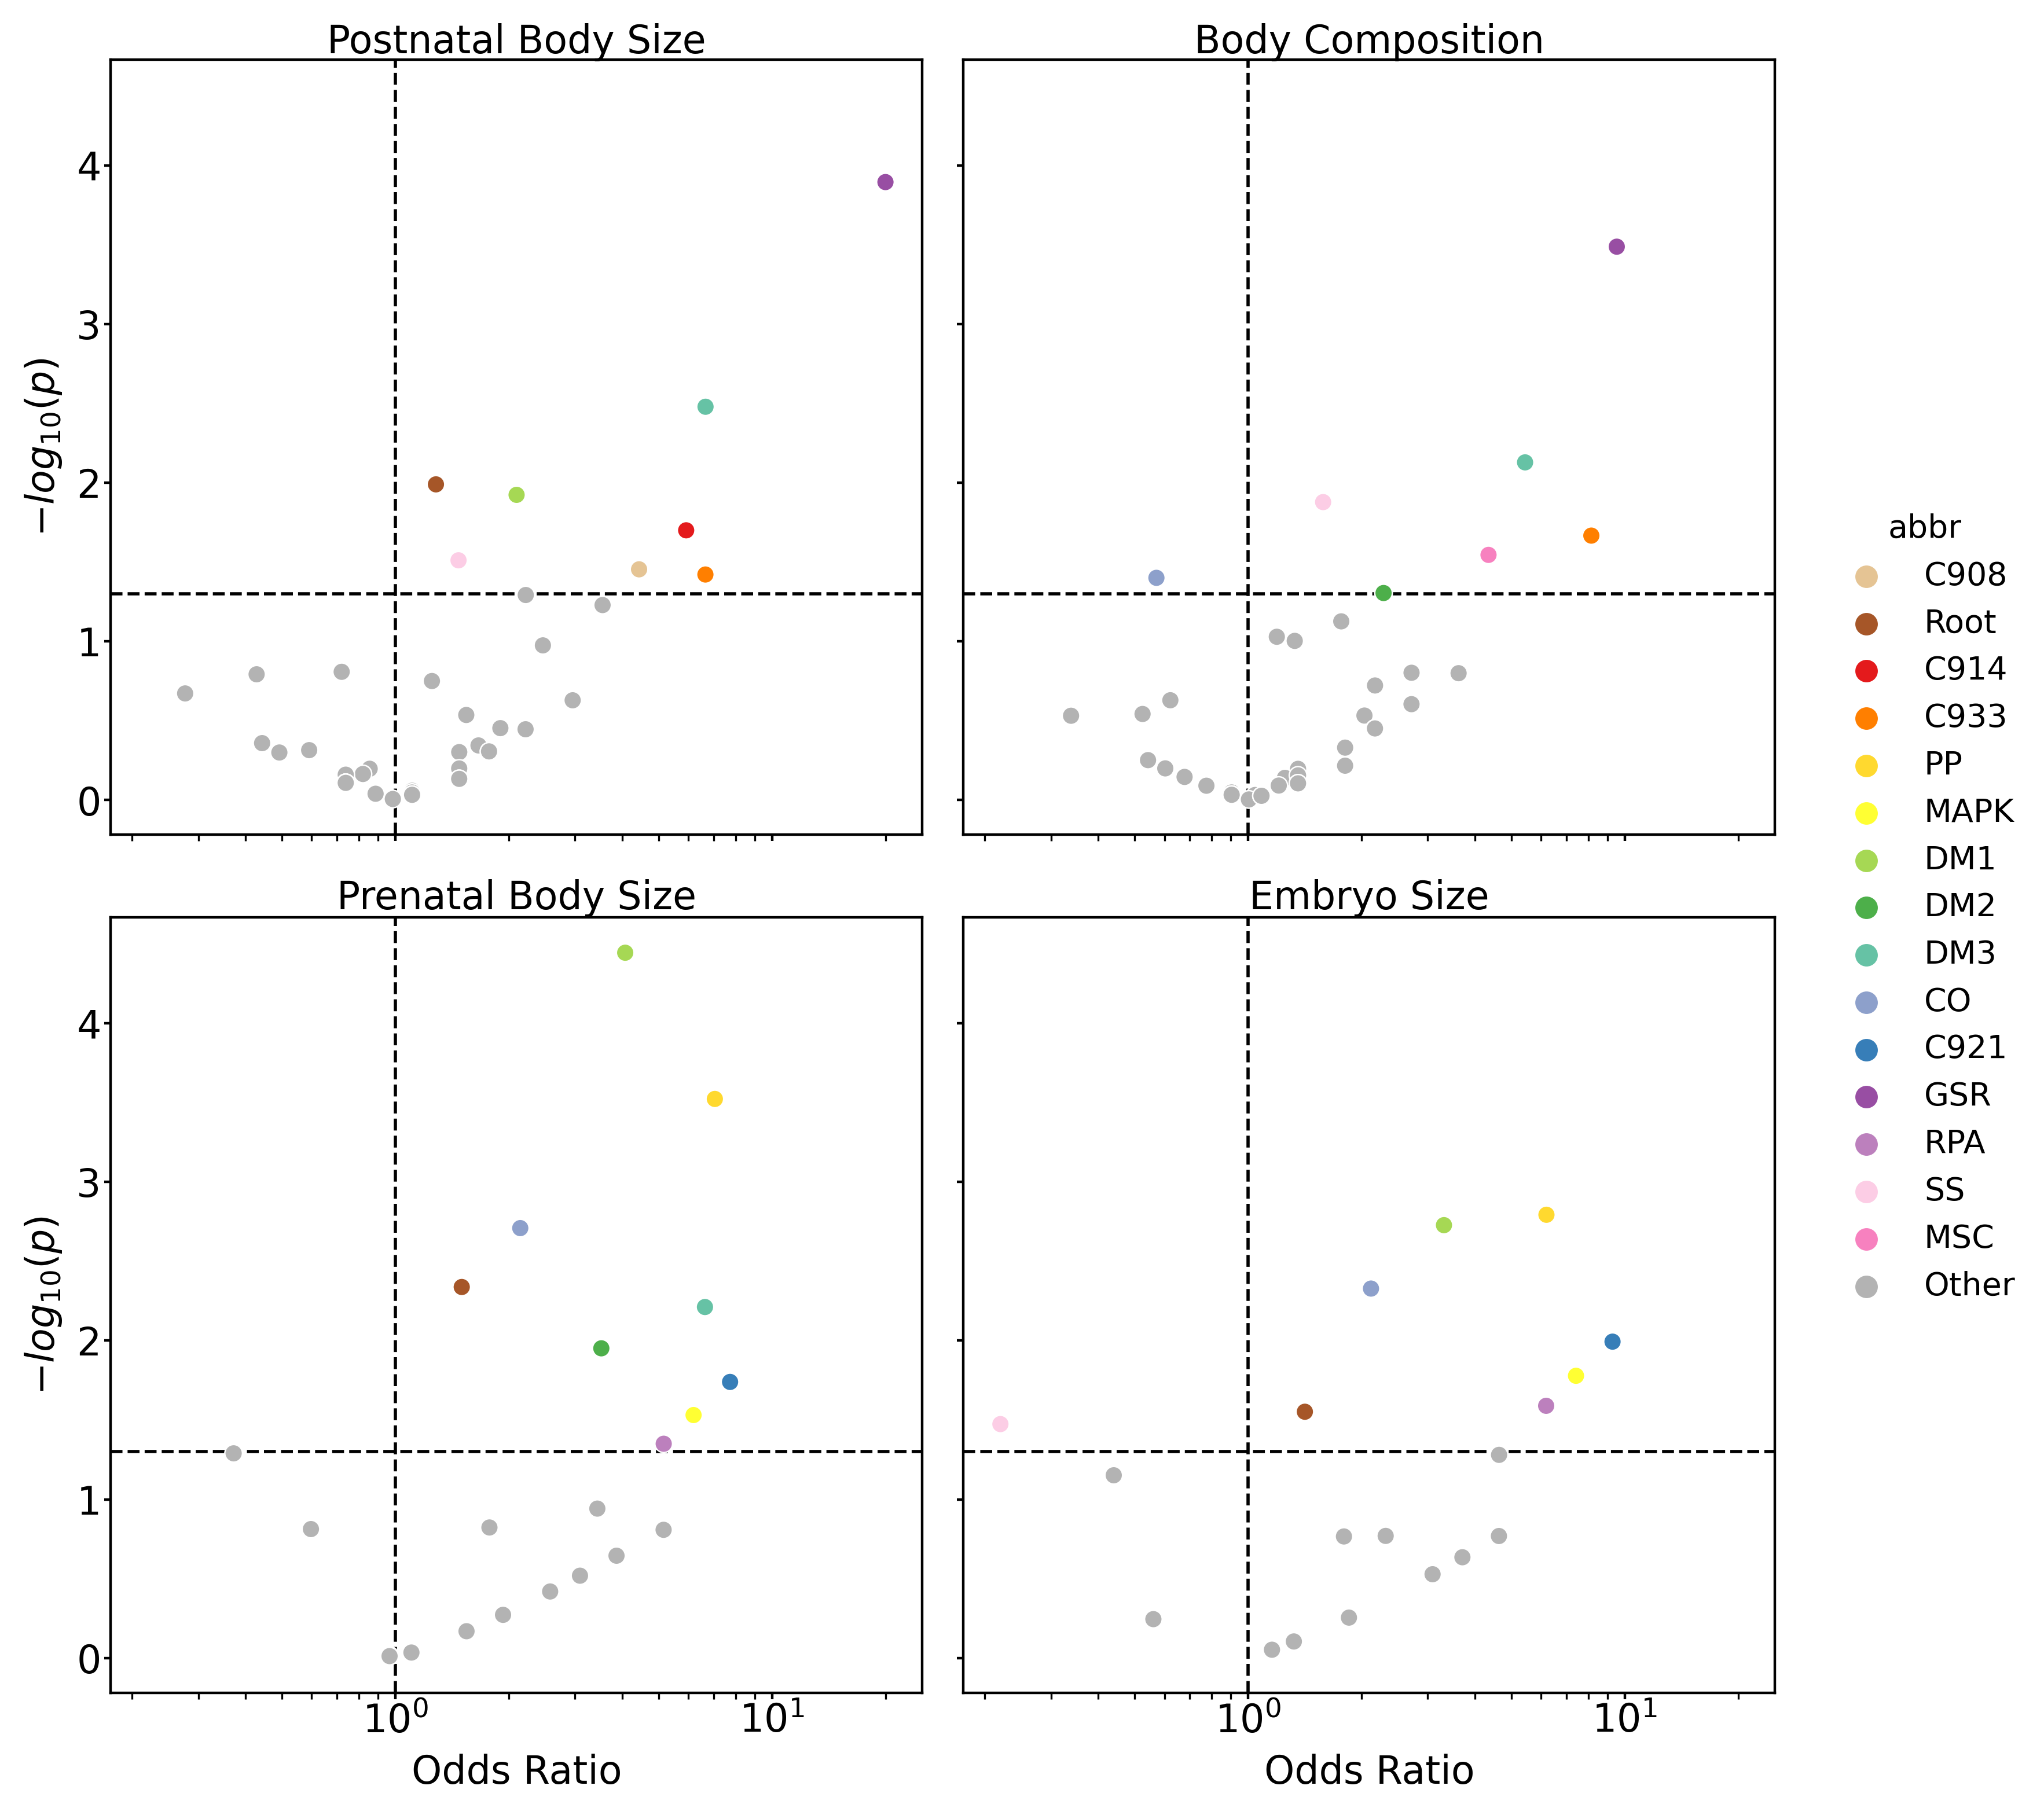 Postnatal Body Size
Body Composition
4
3
2
1
0
−log10(p)
Prenatal Body Size
Embryo Size
4
3
2
1
0
−log10(p)
10^0
10^1
10^0
10^1
Odds Ratio
Odds Ratio
abbr
C908
Root
C914
C933
PP
MAPK
DM1
DM2
DM3
CO
C921
GSR
RPA
SS
MSC
Other